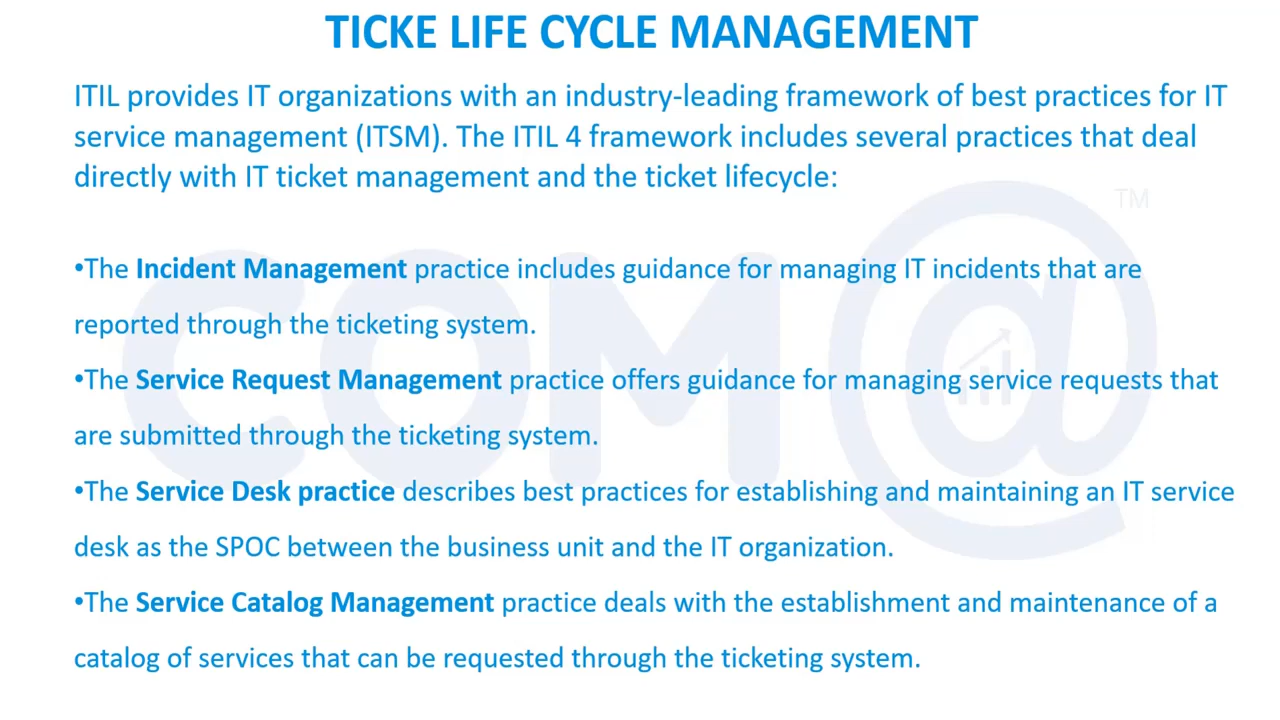 TICKE LIFE CYCLE MANAGEMENT
ITIL provides IT organizations with an industry-leading framework of best practices for IT
service management (ITSM). The ITIL 4 framework includes several practices that deal
directly with IT ticket management and the ticket lifecycle:
TM
COM@
•The Incident Management practice includes guidance for managing IT incidents that are
reported through the ticketing system.
•The Service Request Management practice offers guidance for managing service requests that
are submitted through the ticketing system.
•The Service Desk practice describes best practices for establishing and maintaining an IT service
desk as the SPOC between the business unit and the IT organization.
•The Service Catalog Management practice deals with the establishment and maintenance of a
catalog of services that can be requested through the ticketing system.